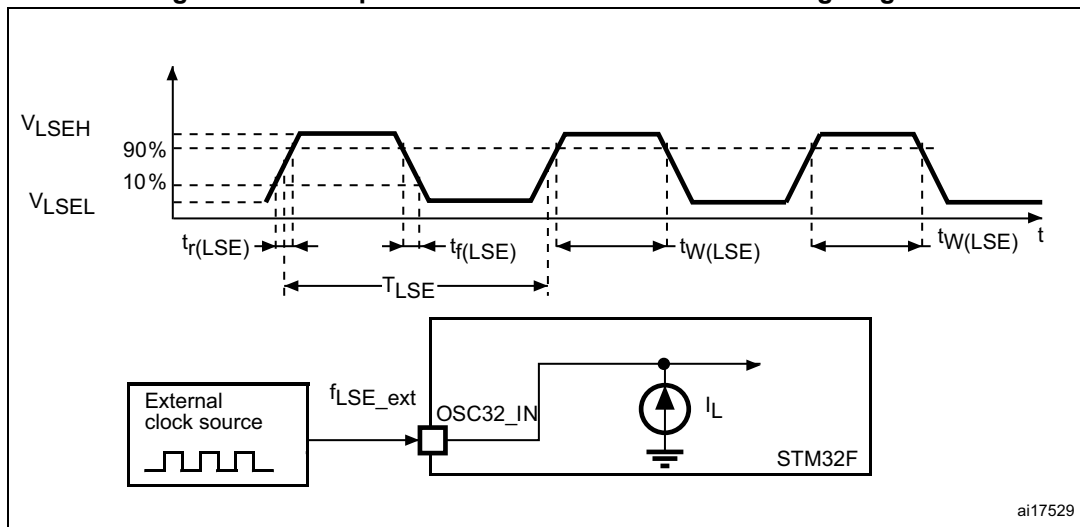 VLSEH
90%
10%
VLSEL
tr(LSE)
tf(LSE)
tW(LSE)
tW(LSE)
t
TLSE
External
clock source
fLSE_ext
OSC32_IN
IL
STM32F
ai17529